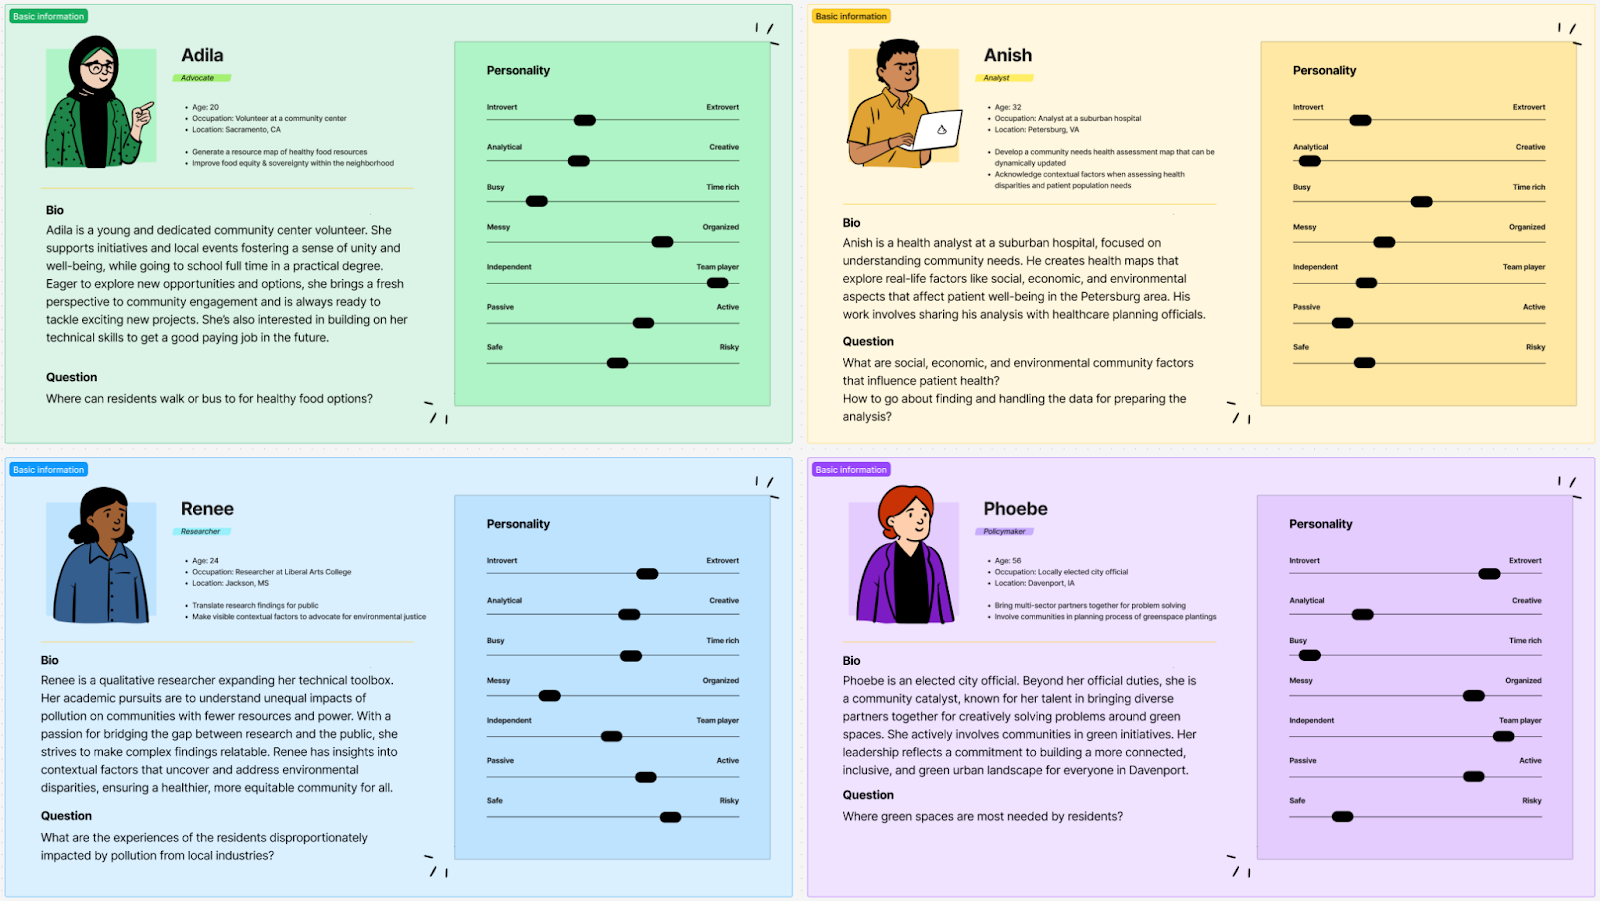 Basic information
Adila
Advocate
• Age: 20
• Occupation: Volunteer at a community center
• Location: Sacramento, CA
• Generate a resource map of healthy food resources
• Improve food equity & sovereignty within the neighborhood
Bio
Adila is a young and dedicated community center volunteer. She
supports initiatives and local events fostering a sense of unity and
well-being, while going to school full time in a practical degree.
Eager to explore new opportunities and options, she brings a fresh
perspective to community engagement and is always ready to
tackle exciting new projects. She's also interested in building on her
technical skills to get a good paying job in the future.
Question
Where can residents walk or bus to for healthy food options?
Personality
Introvert Extrovert
Analytical Creative
Busy Time rich
Messy Organized
Independent Team player
Passive Active
Safe Risky
Basic information
Anish
Analyst
• Age: 32
• Occupation: Analyst at a suburban hospital
• Location: Petersburg, VA
• Develop a community needs health assessment map that can be
dynamically updated
• Acknowledge contextual factors when assessing health
disparities and patient population needs
Bio
Anish is a health analyst at a suburban hospital, focused on
understanding community needs. He creates health maps that
explore real-life factors like social, economic, and environmental
aspects that affect patient well-being in the Petersburg area. His
work involves sharing his analysis with healthcare planning officials.
Question
What are social, economic, and environmental community factors
that influence patient health?
How to go about finding and handling the data for preparing the
analysis?
Personality
Introvert Extrovert
Analytical Creative
Busy Time rich
Messy Organized
Independent Team player
Passive Active
Safe Risky
Basic information
Renee
Researcher
• Age: 24
• Occupation: Researcher at Liberal Arts College
• Location: Jackson, MS
• Translate research findings for public
• Make visible contextual factors to advocate for environmental justice
Bio
Renee is a qualitative researcher expanding her technical toolbox.
Her academic pursuits are to understand unequal impacts of
pollution on communities with fewer resources and power. With a
passion for bridging the gap between research and the public, she
strives to make complex findings relatable. Renee has insights into
contextual factors that uncover and address environmental
disparities, ensuring a healthier, more equitable community for all.
Question
What are the experiences of the residents disproportionately
impacted by pollution from local industries?
Personality
Introvert Extrovert
Analytical Creative
Busy Time rich
Messy Organized
Independent Team player
Passive Active
Safe Risky
Basic information
Phoebe
Policymaker
• Age: 56
• Occupation: Locally elected city official
• Location: Davenport, IA
• Bring multi-sector partners together for problem solving
• Involve communities in planning process of greenspace plantings
Bio
Phoebe is an elected city official. Beyond her official duties, she is
a community catalyst, known for her talent in bringing diverse
partners together for creatively solving problems around green
spaces. She actively involves communities in green initiatives. Her
leadership reflects a commitment to building a more connected,
inclusive, and green urban landscape for everyone in Davenport.
Question
Where green spaces are most needed by residents?
Personality
Introvert Extrovert
Analytical Creative
Busy Time rich
Messy Organized
Independent Team player
Passive Active
Safe Risky